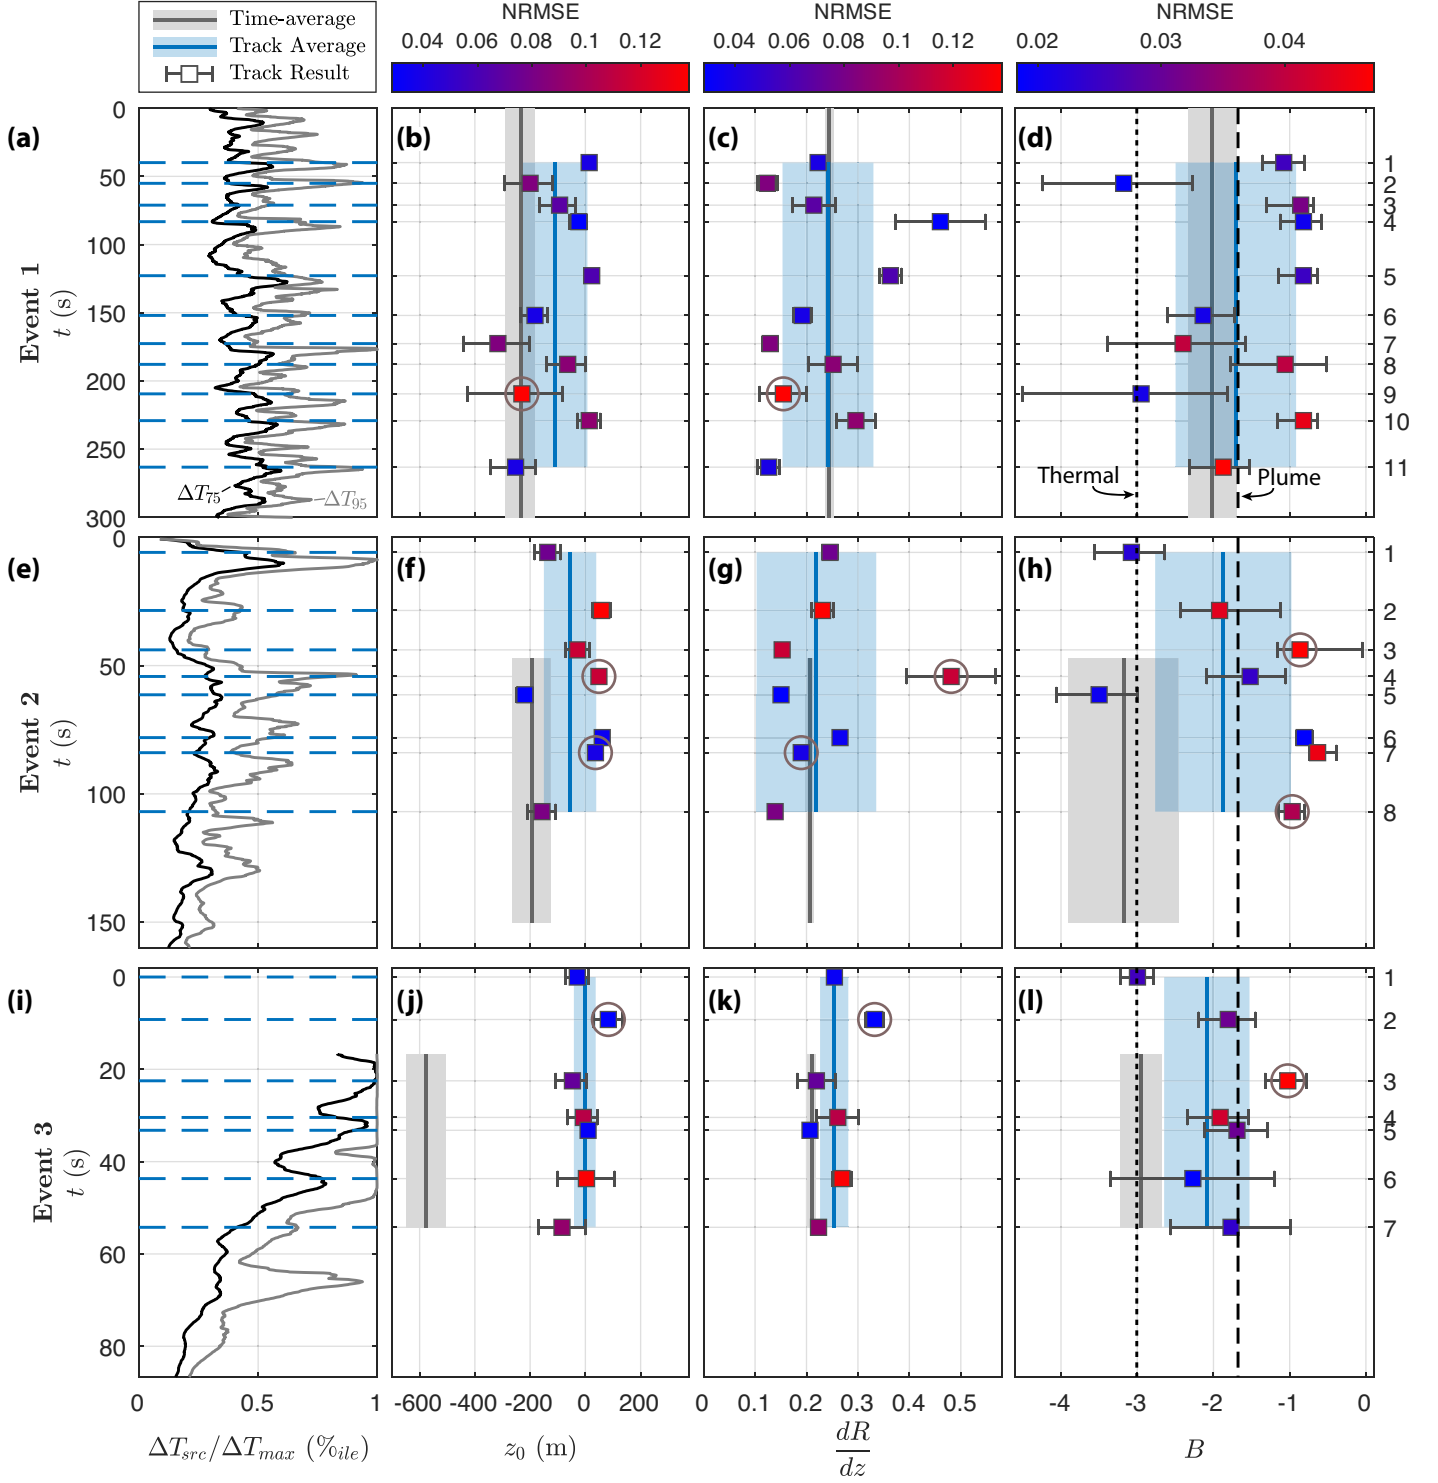 Time-average
Track Average
Track Result
NRMSE
0.04 0.06 0.08 0.1 0.12
NRMSE
0.04 0.06 0.08 0.1 0.12
NRMSE
0.02 0.03 0.04
(a)
(b)
(c)
(d)
Event 1
t (s)
0
50
100
150
200
250
300
ΔT75
ΔT95
Thermal
Plume
1
2
3
4
5
6
7
8
9
10
11
(e)
(f)
(g)
(h)
Event 2
t (s)
0
50
100
150
1
2
3
4
5
6
7
8
(i)
(j)
(k)
(l)
Event 3
t (s)
0
20
40
60
80
1
2
3
4
5
6
7
0 0.5 1
-600 -400 -200 0 200
0 0.1 0.2 0.3 0.4 0.5
-4 -3 -2 -1 0
ΔTsrc/ΔTmax (%ile)
z0 (m)
dR
dz
B